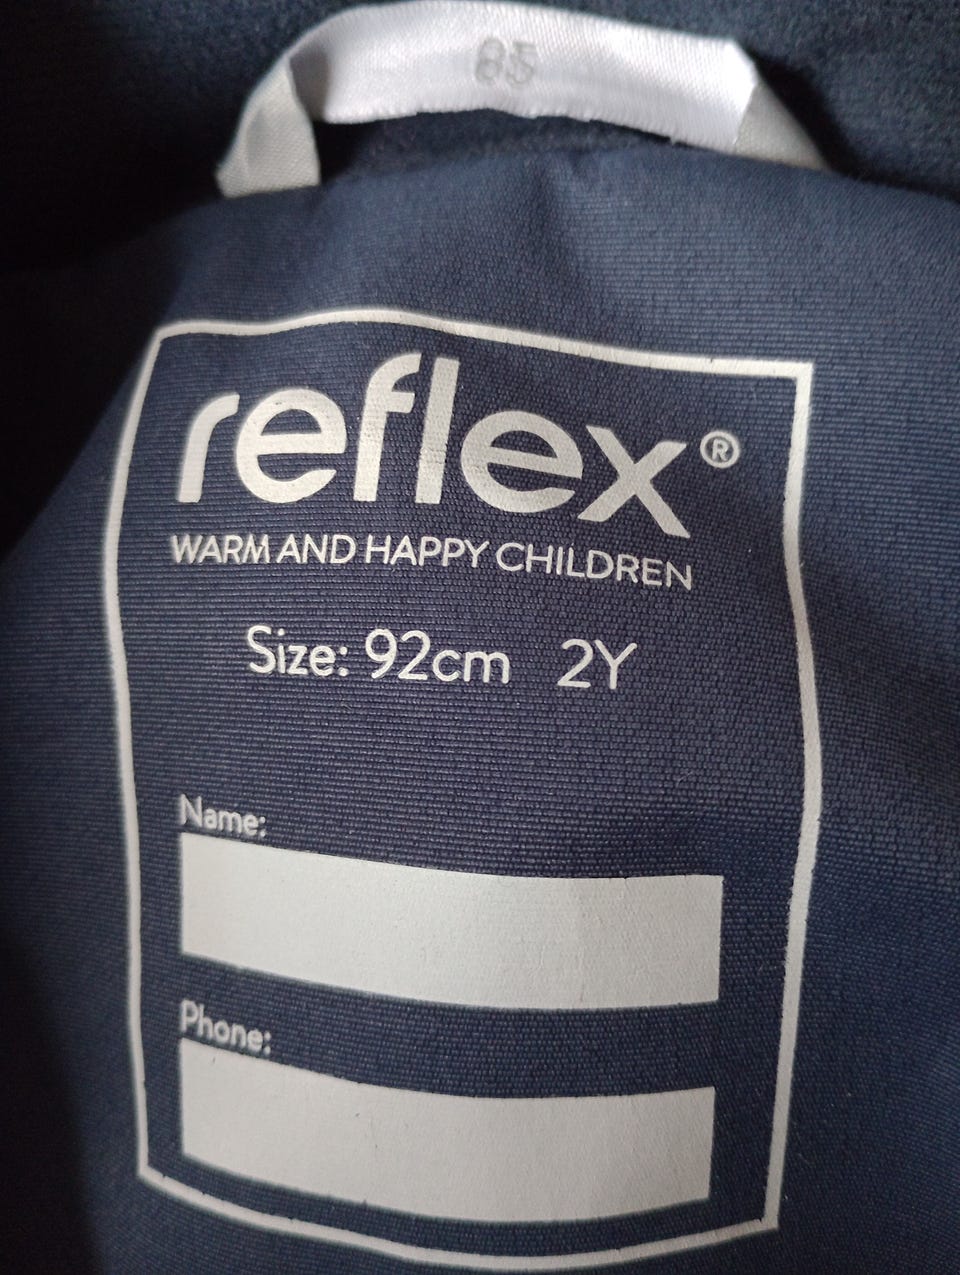 85
reflex®
WARM AND HAPPY CHILDREN
Size: 92cm 2Y
Name:
Phone: